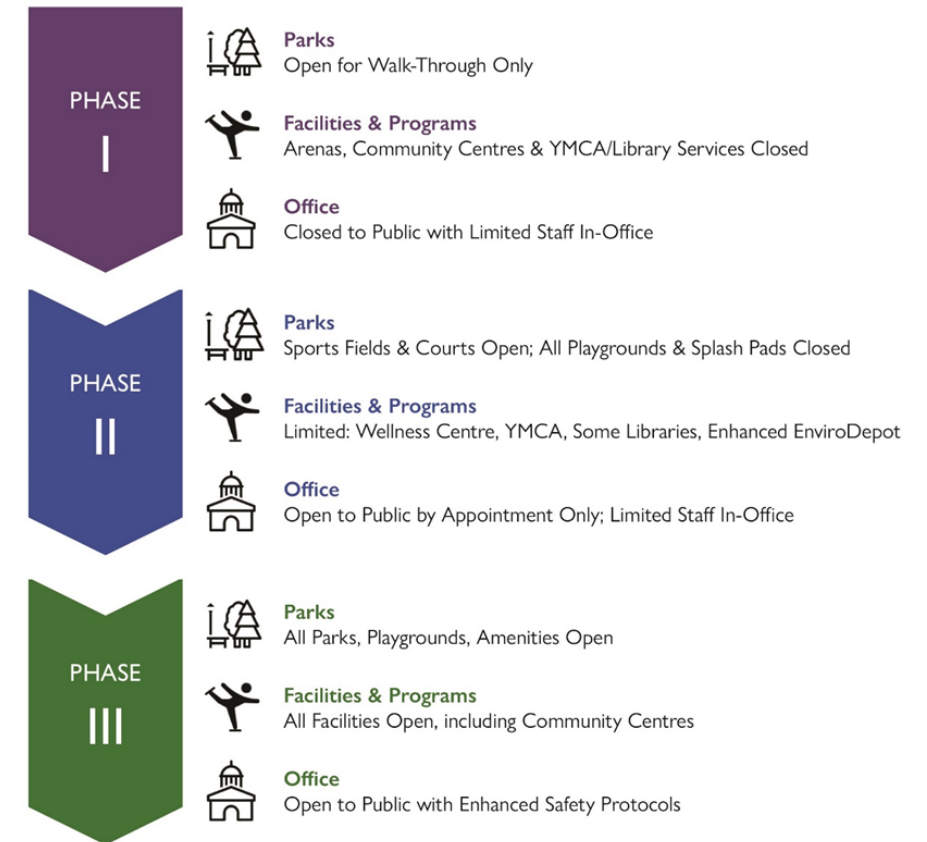 PHASE
I
Parks
Open for Walk-Through Only
Facilities & Programs
Arenas, Community Centres & YMCA/Library Services Closed
Office
Closed to Public with Limited Staff In-Office
PHASE
II
Parks
Sports Fields & Courts Open; All Playgrounds & Splash Pads Closed
Facilities & Programs
Limited: Wellness Centre, YMCA, Some Libraries, Enhanced EnviroDepot
Office
Open to Public by Appointment Only; Limited Staff In-Office
PHASE
III
Parks
All Parks, Playgrounds, Amenities Open
Facilities & Programs
All Facilities Open, including Community Centres
Office
Open to Public with Enhanced Safety Protocols